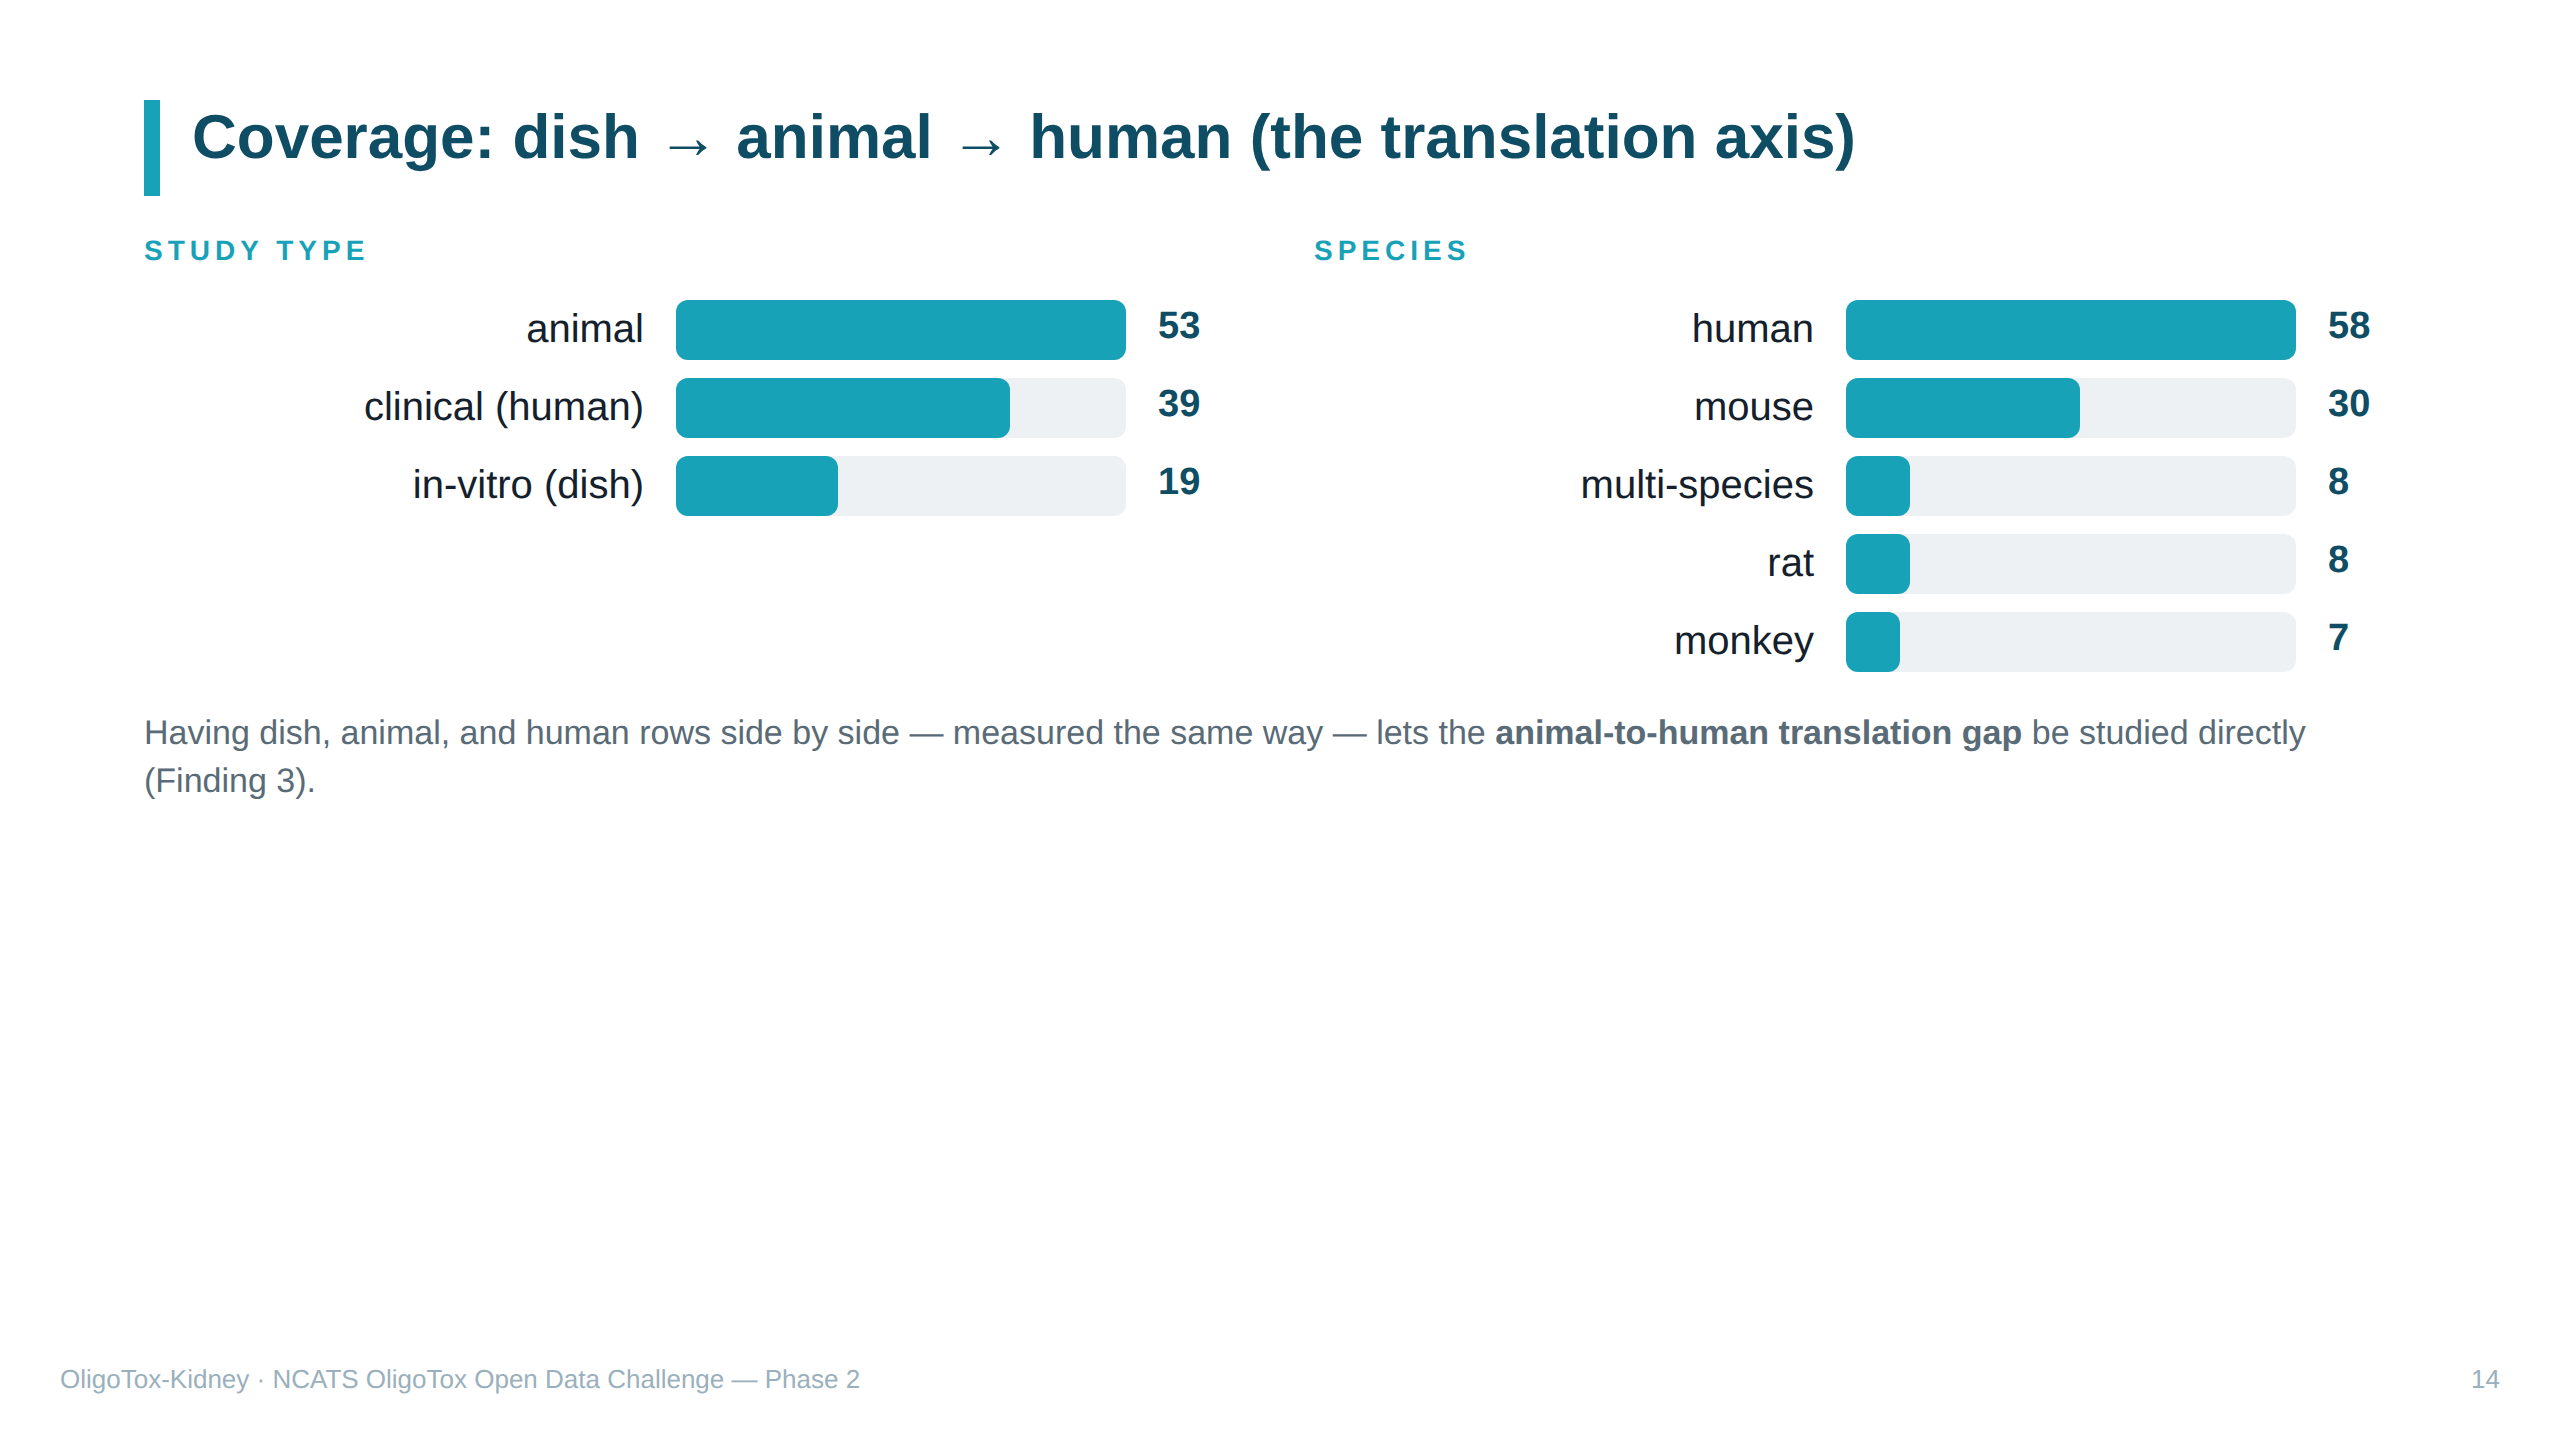 Coverage: dish → animal → human (the translation axis)
STUDY TYPE
animal 53
clinical (human) 39
in-vitro (dish) 19
SPECIES
human 58
mouse 30
multi-species 8
rat 8
monkey 7
Having dish, animal, and human rows side by side — measured the same way — lets the animal-to-human translation gap be studied directly
(Finding 3).
OligoTox-Kidney · NCATS OligoTox Open Data Challenge — Phase 2
14